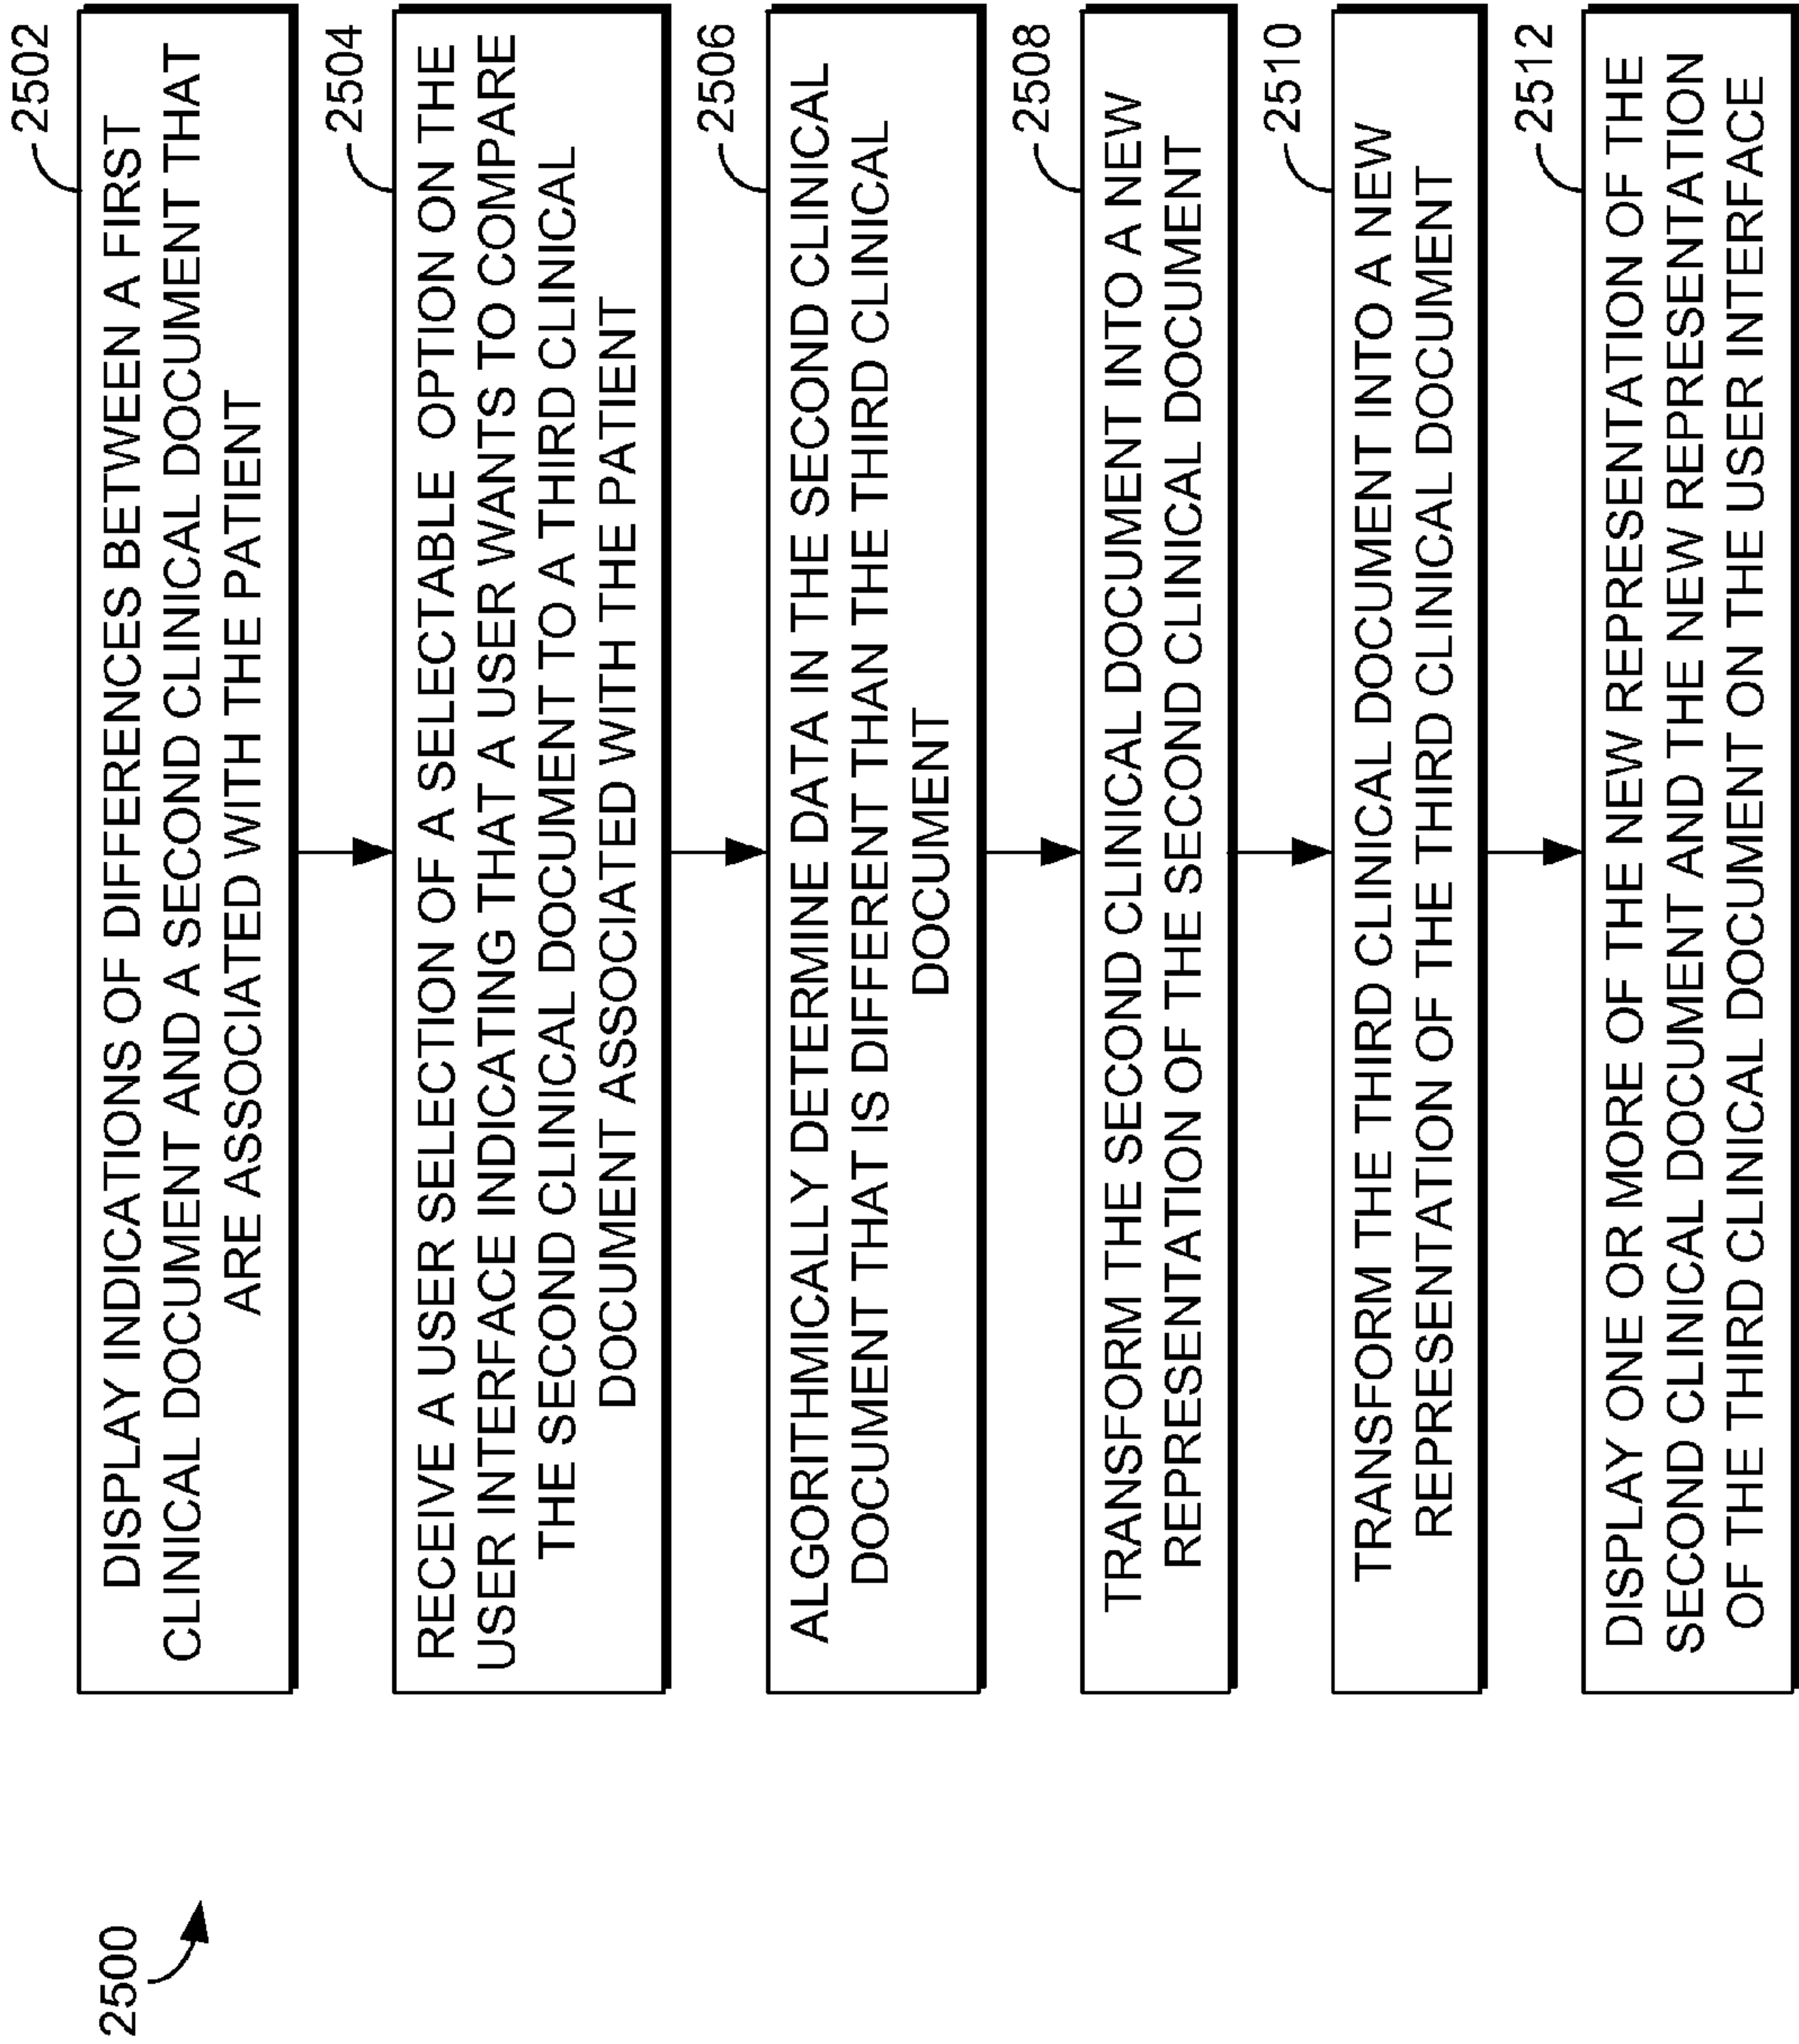 2500
2502
DISPLAY INDICATIONS OF DIFFERENCES BETWEEN A FIRST
CLINICAL DOCUMENT AND A SECOND CLINICAL DOCUMENT THAT
ARE ASSOCIATED WITH THE PATIENT
2504
RECEIVE A USER SELECTION OF A SELECTABLE OPTION ON THE
USER INTERFACE INDICATING THAT A USER WANTS TO COMPARE
THE SECOND CLINICAL DOCUMENT TO A THIRD CLINICAL
DOCUMENT ASSOCIATED WITH THE PATIENT
2506
ALGORITHMICALLY DETERMINE DATA IN THE SECOND CLINICAL
DOCUMENT THAT IS DIFFERENT THAN THE THIRD CLINICAL
DOCUMENT
2508
TRANSFORM THE SECOND CLINICAL DOCUMENT INTO A NEW
REPRESENTATION OF THE SECOND CLINICAL DOCUMENT
2510
TRANSFORM THE THIRD CLINICAL DOCUMENT INTO A NEW
REPRESENTATION OF THE THIRD CLINICAL DOCUMENT
2512
DISPLAY ONE OR MORE OF THE NEW REPRESENTATION OF THE
SECOND CLINICAL DOCUMENT AND THE NEW REPRESENTATION
OF THE THIRD CLINICAL DOCUMENT ON THE USER INTERFACE